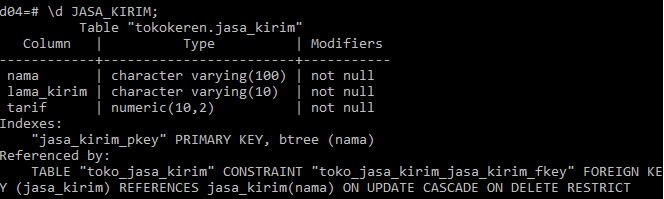 d04=# \d JASA_KIRIM;
Table "tokokeren.jasa_kirim"
Column | Type | Modifiers
------------+------------------------+-----------
nama | character varying(100) | not null
lama_kirim | character varying(10) | not null
tarif | numeric(10,2) | not null
Indexes:
"jasa_kirim_pkey" PRIMARY KEY, btree (nama)
Referenced by:
TABLE "toko_jasa_kirim" CONSTRAINT "toko_jasa_kirim_jasa_kirim_fkey" FOREIGN KE
Y (jasa_kirim) REFERENCES jasa_kirim(nama) ON UPDATE CASCADE ON DELETE RESTRICT